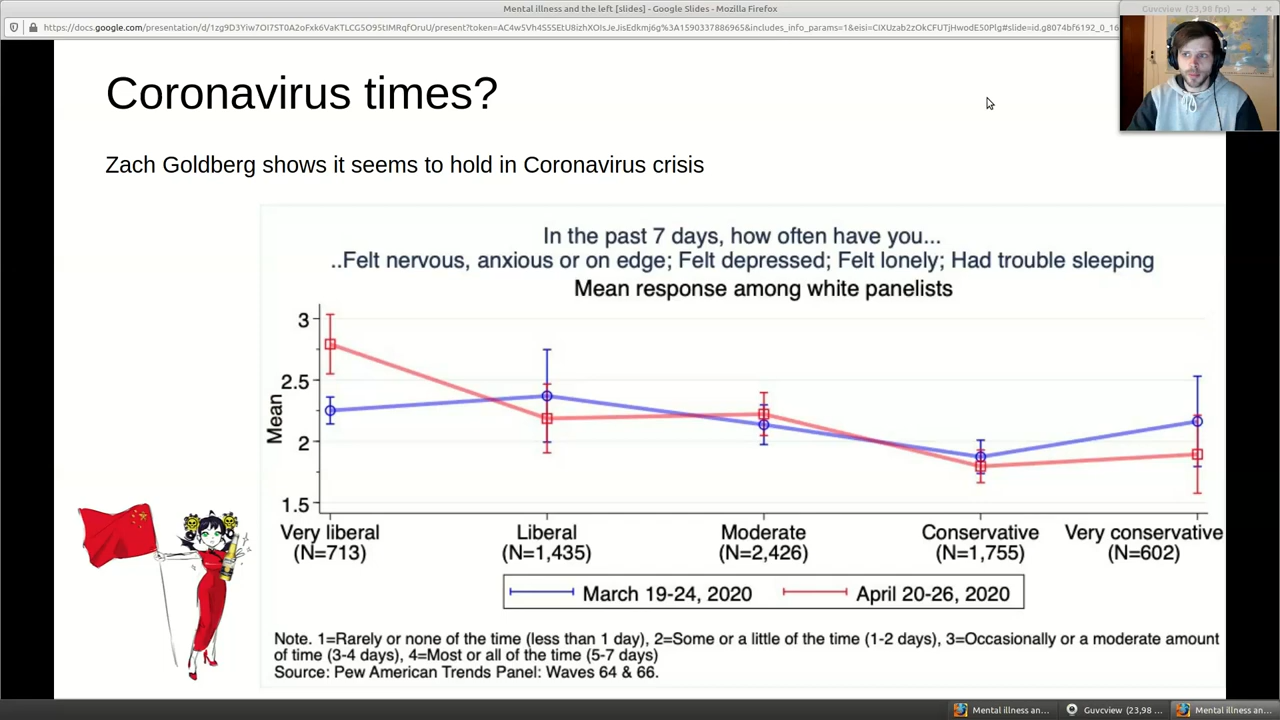 Mental illness and the left [slides] - Google Slides - Mozilla Firefox
Guvcview (23,98 fps)
Coronavirus times?
Zach Goldberg shows it seems to hold in Coronavirus crisis
In the past 7 days, how often have you...
..Felt nervous, anxious or on edge; Felt depressed; Felt lonely; Had trouble sleeping
Mean response among white panelists
Mean
3
2.5
2
1.5
Very liberal
(N=713)
Liberal
(N=1,435)
Moderate
(N=2,426)
Conservative
(N=1,755)
Very conservative
(N=602)
March 19-24, 2020
April 20-26, 2020
Note. 1=Rarely or none of the time (less than 1 day), 2=Some or a little of the time (1-2 days), 3=Occasionally or a moderate amount
of time (3-4 days), 4=Most or all of the time (5-7 days)
Source: Pew American Trends Panel: Waves 64 & 66.
Mental illness an...
Guvcview (23,98 ...
Mental illness an...